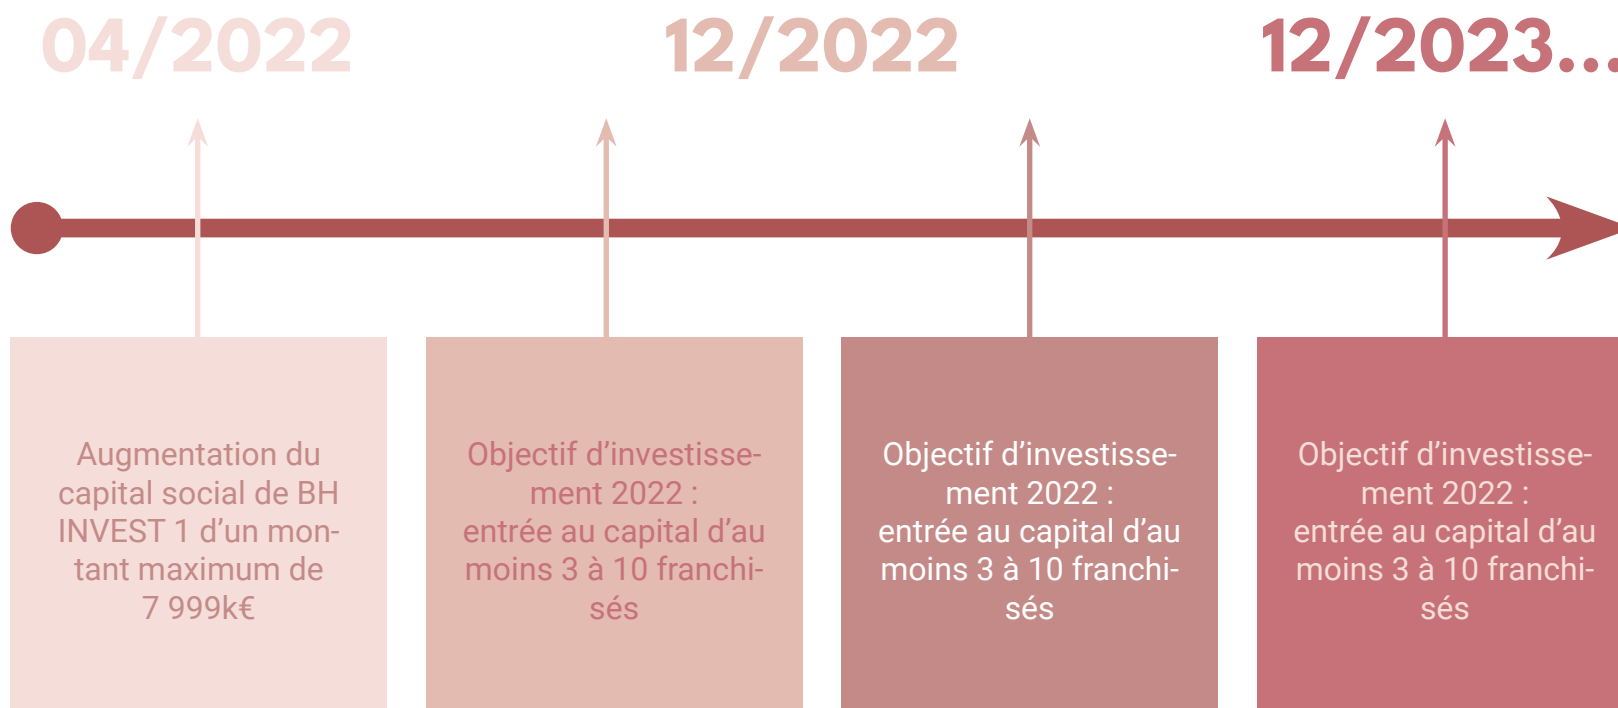 04/2022
12/2022
12/2023...
Augmentation du
capital social de BH
INVEST 1 d’un mon-
tant maximum de
7 999k€
Objectif d’investisse-
ment 2022 :
entrée au capital d’au
moins 3 à 10 franchi-
sés
Objectif d’investisse-
ment 2022 :
entrée au capital d’au
moins 3 à 10 franchi-
sés
Objectif d’investisse-
ment 2022 :
entrée au capital d’au
moins 3 à 10 franchi-
sés